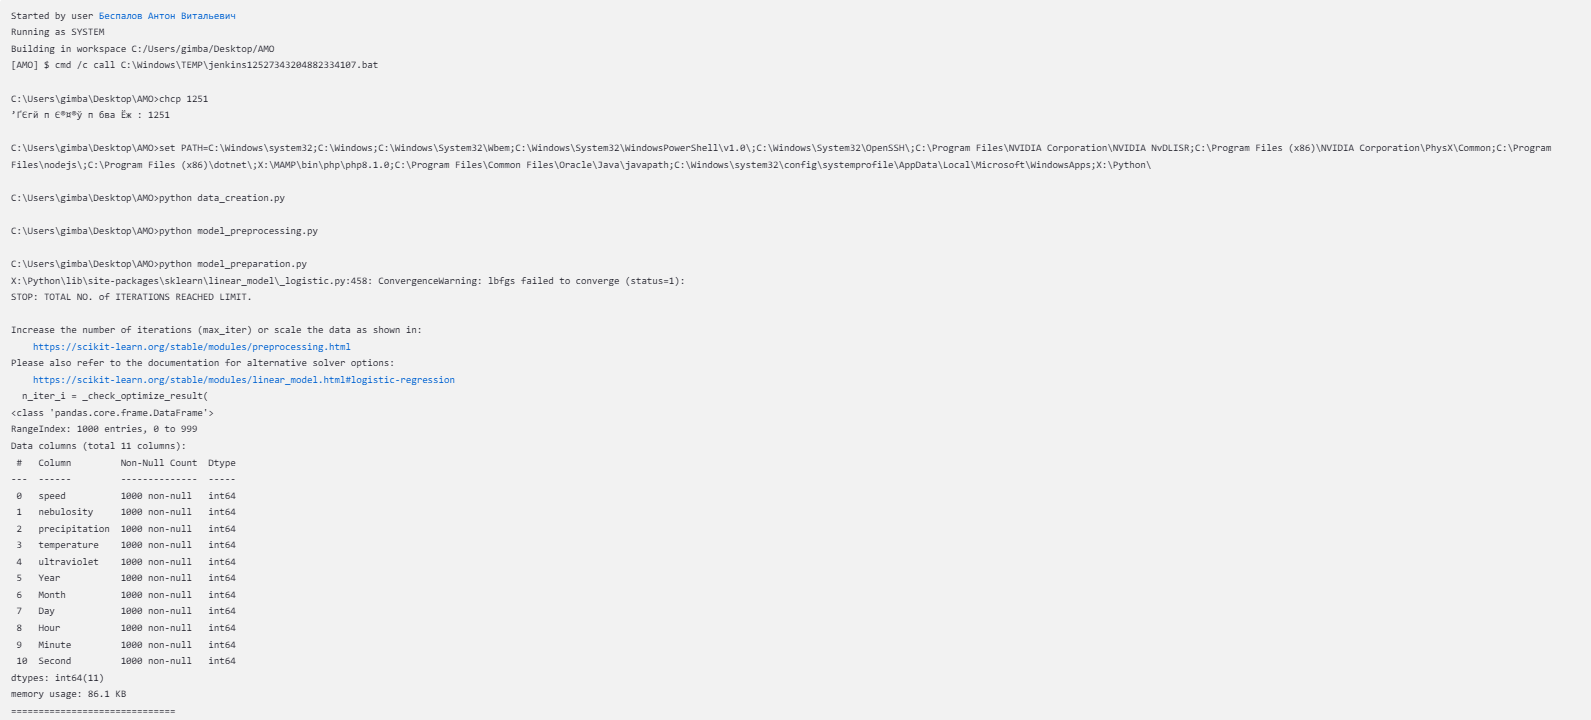 Started by user Беспалов Антон Витальевич
Running as SYSTEM
Building in workspace C:/Users/gimba/Desktop/AMO
[AMO] $ cmd /c call C:\Windows\TEMP\jenkins12527343204882334107.bat
C:\Users\gimba\Desktop\AMO>chcp 1251
’ҐЄгй п Є®¤®ў п бва Ёж : 1251
C:\Users\gimba\Desktop\AMO>set PATH=C:\Windows\system32;C:\Windows;C:\Windows\System32\Wbem;C:\Windows\System32\WindowsPowerShell\v1.0\;C:\Windows\System32\OpenSSH\;C:\Program Files\NVIDIA Corporation\NVIDIA NvDLISR;C:\Program Files (x86)\NVIDIA Corporation\PhysX\Common;C:\Program
Files\nodejs\;C:\Program Files (x86)\dotnet\;X:\MAMP\bin\php\php8.1.0;C:\Program Files\Common Files\Oracle\Java\javapath;C:\Windows\system32\config\systemprofile\AppData\Local\Microsoft\WindowsApps;X:\Python\
C:\Users\gimba\Desktop\AMO>python data_creation.py
C:\Users\gimba\Desktop\AMO>python model_preprocessing.py
C:\Users\gimba\Desktop\AMO>python model_preparation.py
X:\Python\lib\site-packages\sklearn\linear_model\_logistic.py:458: ConvergenceWarning: lbfgs failed to converge (status=1):
STOP: TOTAL NO. of ITERATIONS REACHED LIMIT.
Increase the number of iterations (max_iter) or scale the data as shown in:
https://scikit-learn.org/stable/modules/preprocessing.html
Please also refer to the documentation for alternative solver options:
https://scikit-learn.org/stable/modules/linear_model.html#logistic-regression
n_iter_i = _check_optimize_result(
<class 'pandas.core.frame.DataFrame'>
RangeIndex: 1000 entries, 0 to 999
Data columns (total 11 columns):
# Column Non-Null Count Dtype
--- ------ -------------- -----
0 speed 1000 non-null int64
1 nebulosity 1000 non-null int64
2 precipitation 1000 non-null int64
3 temperature 1000 non-null int64
4 ultraviolet 1000 non-null int64
5 Year 1000 non-null int64
6 Month 1000 non-null int64
7 Day 1000 non-null int64
8 Hour 1000 non-null int64
9 Minute 1000 non-null int64
10 Second 1000 non-null int64
dtypes: int64(11)
memory usage: 86.1 KB
==============================